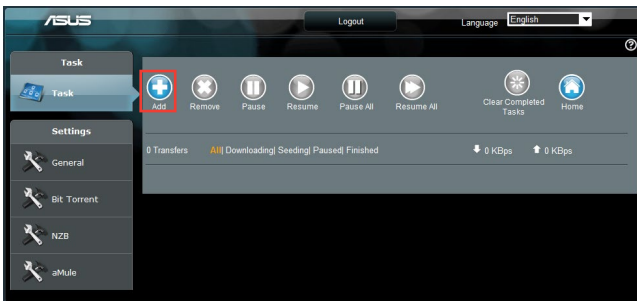 ASUS
Logout
Language English
Task
Task
Add Remove Pause Resume Pause All Resume All Clear Completed Tasks Home
Settings
0 Transfers All| Downloading| Seeding| Paused| Finished 0 KBps 0 KBps
General
Bit Torrent
NZB
aMule